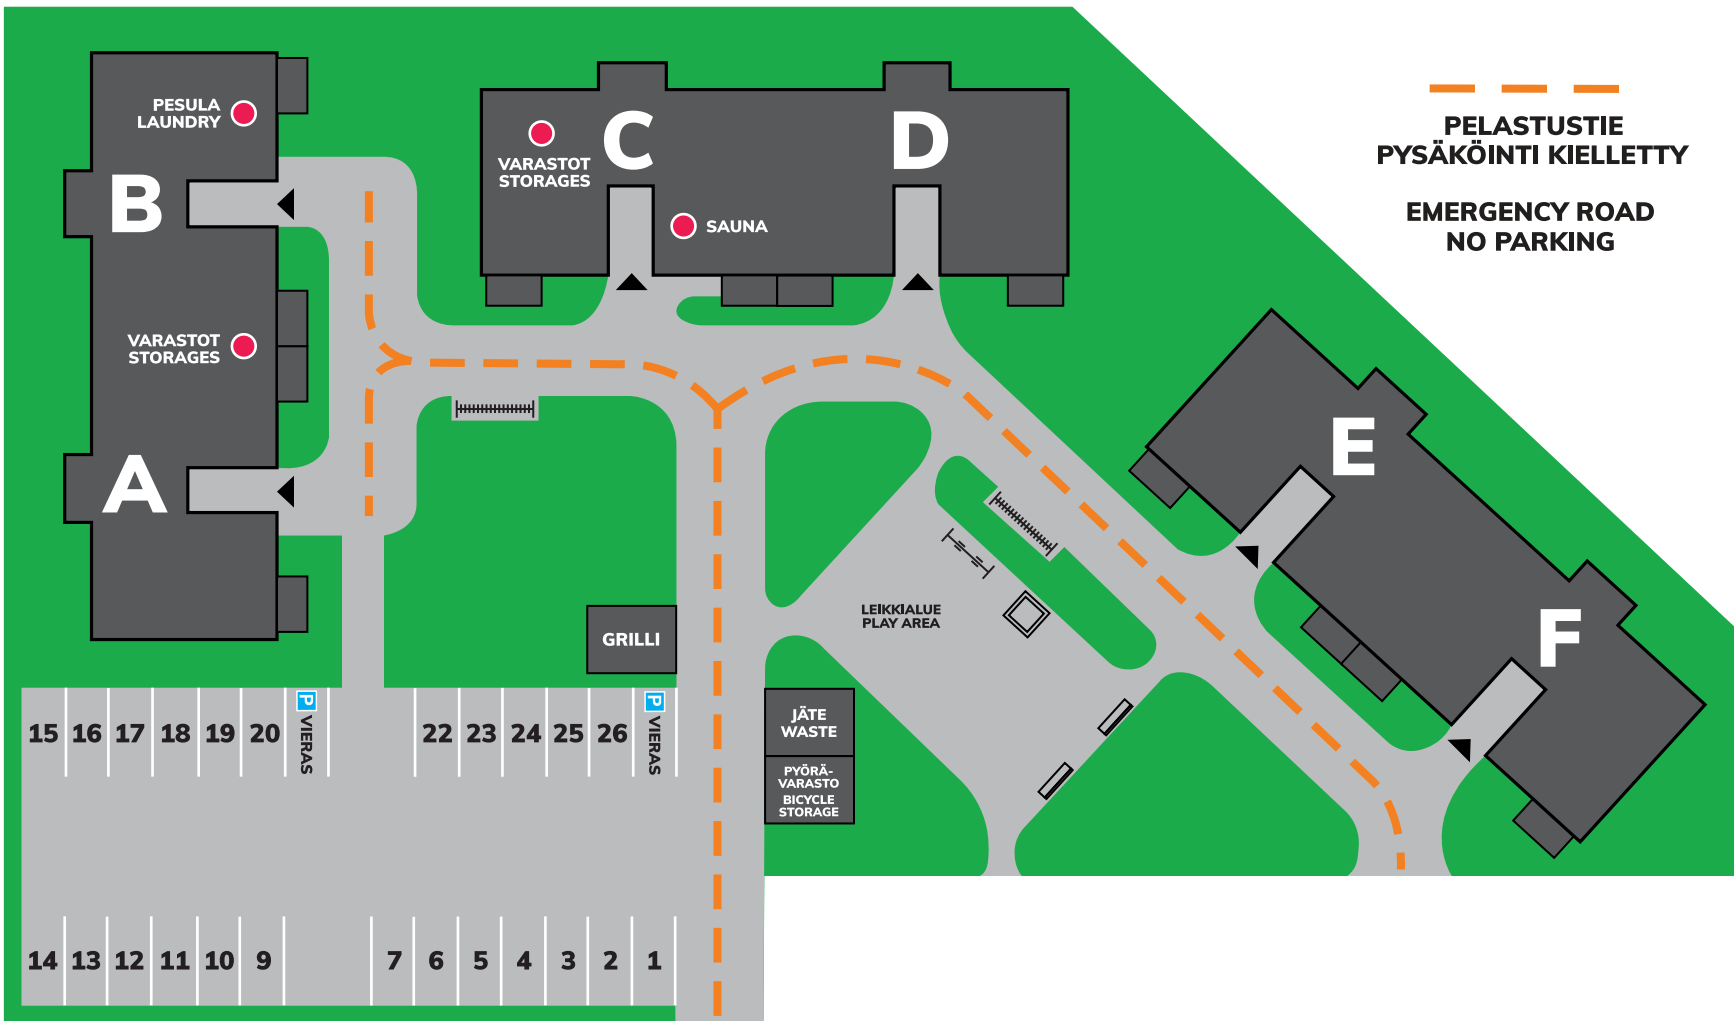 PELASTUSTIE
PYSÄKÖINTI KIELLETTY
EMERGENCY ROAD
NO PARKING
PESULA
LAUNDRY
B
VARASTOT
STORAGES
A
C
VARASTOT
STORAGES
SAUNA
D
E
F
LEIKKIALUE
PLAY AREA
GRILLI
JÄTE
WASTE
PYÖRÄ-
VARASTO
BICYCLE
STORAGE
15 16 17 18 19 20 P VIERAS 22 23 24 25 26 P VIERAS
14 13 12 11 10 9 7 6 5 4 3 2 1